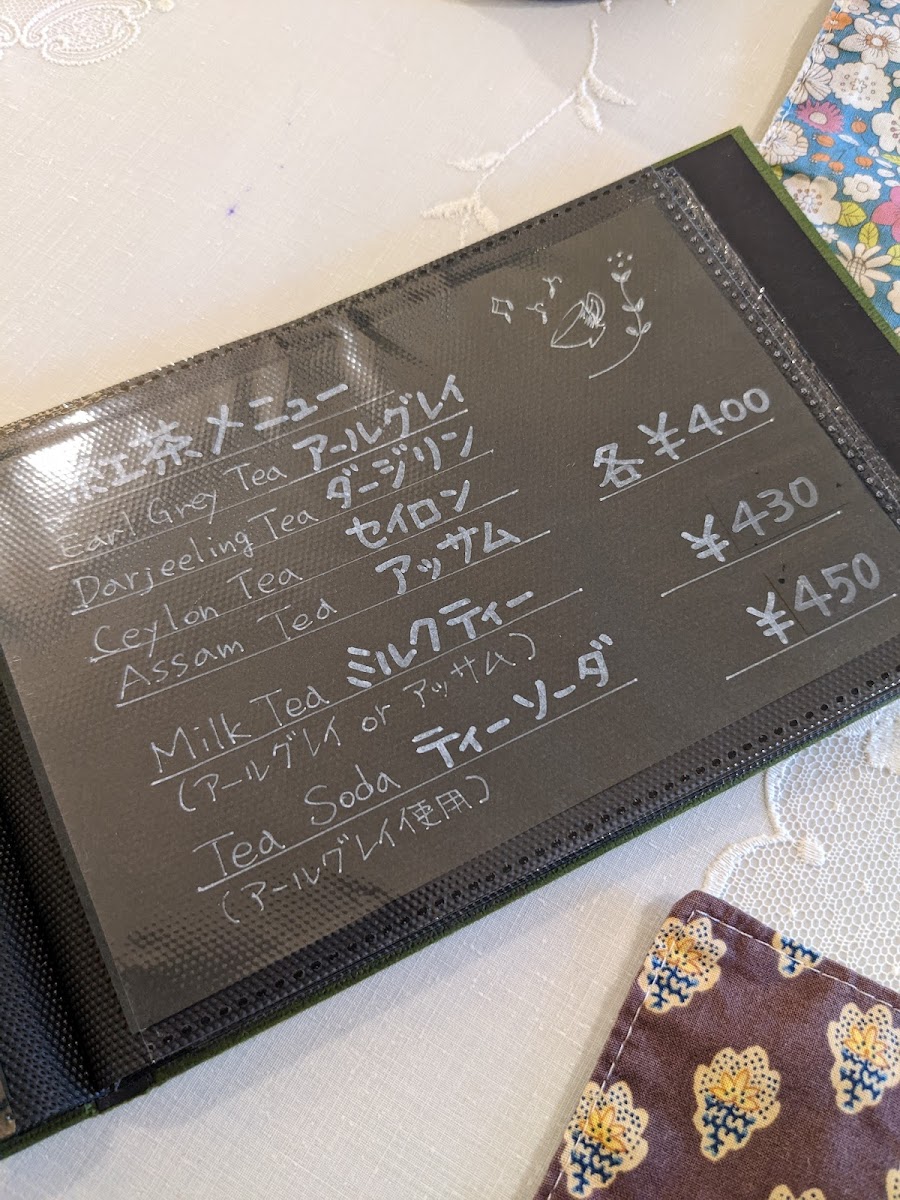 紅茶メニュー
Earl Grey Tea アールグレイ
Darjeeling Tea ダージリン
Ceylon Tea セイロン
Assam Tea アッサム
各¥400
Milk Tea ミルクティー ¥430
(アールグレイ or アッサム)
Tea Soda ティーソーダ ¥450
(アールグレイ使用)